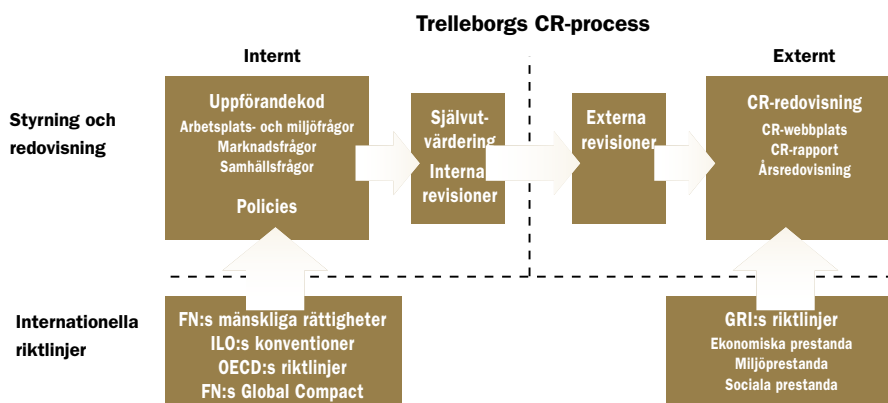 Trelleborgs CR-process
Internt
Externt
Styrning och
redovisning
Uppförandekod
Arbetsplats- och miljöfrågor
Marknadsfrågor
Samhällsfrågor
Policies
Självut-
värdering
Interna
revisioner
Externa
revisioner
CR-redovisning
CR-webbplats
CR-rapport
Årsredovisning
Internationella
riktlinjer
FN:s mänskliga rättigheter
ILO:s konventioner
OECD:s riktlinjer
FN:s Global Compact
GRI:s riktlinjer
Ekonomiska prestanda
Miljöprestanda
Sociala prestanda